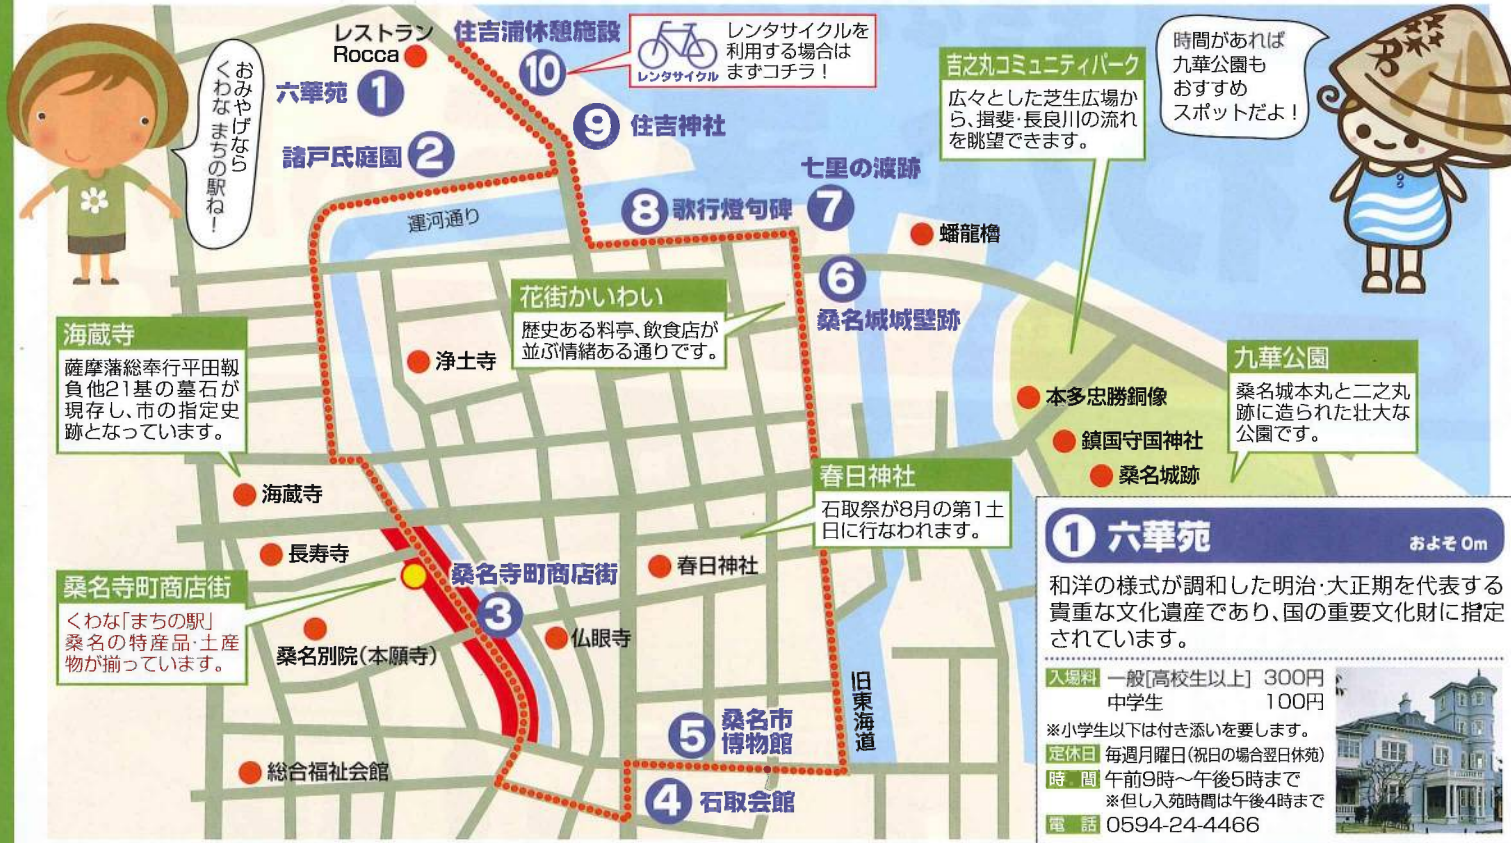 おみやげなら
くわな まちの駅ね！
レストラン
Rocca
六華苑 1
諸戸氏庭園 2
住吉浦休憩施設
10
レンタサイクル
レンタサイクルを
利用する場合は
まずコチラ！
9 住吉神社
吉之丸コミュニティパーク
広々とした芝生広場か
ら、揖斐・長良川の流れ
を眺望できます。
時間があれば
九華公園も
おすすめ
スポットだよ！
運河通り
8 歌行燈句碑
七里の渡跡
7
蟠龍櫓
6
桑名城城壁跡
花街かいわい
歴史ある料亭、飲食店が
並ぶ情緒ある通りです。
浄土寺
海蔵寺
薩摩藩総奉行平田靱
負他21基の墓石が
現存し、市の指定史
跡となっています。
海蔵寺
長寿寺
本多忠勝銅像
鎮国守国神社
桑名城跡
九華公園
桑名城本丸と二之丸
跡に造られた壮大な
公園です。
春日神社
石取祭が8月の第1土
日に行なわれます。
春日神社
桑名寺町商店街
くわな「まちの駅」
桑名の特産品・土産
物が揃っています。
桑名寺町商店街
3
桑名別院(本願寺)
仏眼寺
旧東海道
5 桑名市
博物館
総合福祉会館
4 石取会館
1 六華苑 およそ0m
和洋の様式が調和した明治・大正期を代表する
貴重な文化遺産であり、国の重要文化財に指定
されています。
入場料 一般[高校生以上] 300円
中学生 100円
※小学生以下は付き添いを要します。
定休日 毎週月曜日(祝日の場合翌日休苑)
時 間 午前9時〜午後5時まで
※但し入苑時間は午後4時まで
電 話 0594-24-4466